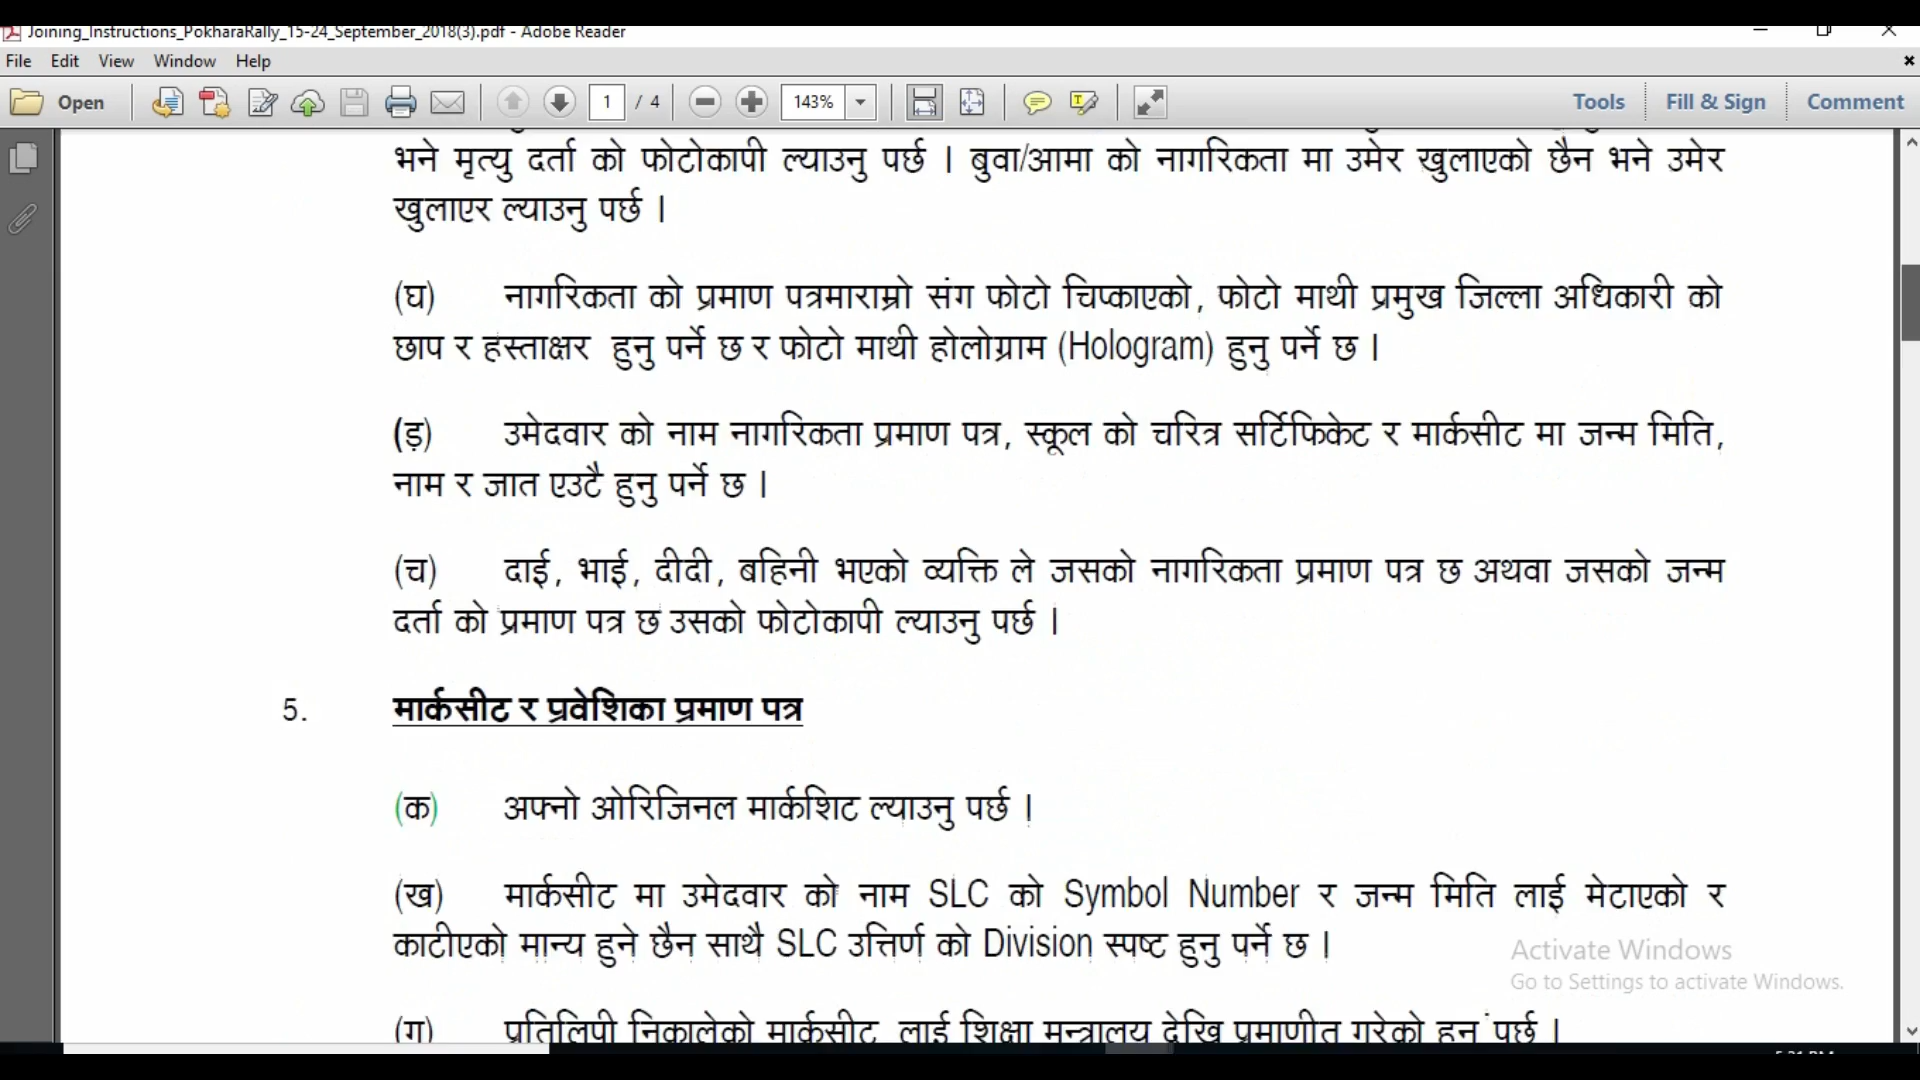 Joining_Instructions_PokharaRally_15-24_September_2018(3).pdf - Adobe Reader
File Edit View Window Help
Open 1 / 4 143% Tools Fill & Sign Comment
भने मृत्यु दर्ता को फोटोकापी ल्याउनु पर्छ । बुवा/आमा को नागरिकता मा उमेर खुलाएको छैन भने उमेर
खुलाएर ल्याउनु पर्छ ।
(घ) नागरिकता को प्रमाण पत्रमाराम्रो संग फोटो चिप्काएको, फोटो माथी प्रमुख जिल्ला अधिकारी को
छाप र हस्ताक्षर हुनु पर्ने छ र फोटो माथी होलोग्राम (Hologram) हुनु पर्ने छ ।
(ड़) उमेदवार को नाम नागरिकता प्रमाण पत्र, स्कूल को चरित्र सर्टिफिकेट र मार्कसीट मा जन्म मिति,
नाम र जात एउटै हुनु पर्ने छ ।
(च) दाई, भाई, दीदी, बहिनी भएको व्यक्ति ले जसको नागरिकता प्रमाण पत्र छ अथवा जसको जन्म
दर्ता को प्रमाण पत्र छ उसको फोटोकापी ल्याउनु पर्छ ।
5. मार्कसीट र प्रवेशिका प्रमाण पत्र
(क) अफ्नो ओरिजिनल मार्कशिट ल्याउनु पर्छ ।
(ख) मार्कसीट मा उमेदवार को नाम SLC को Symbol Number र जन्म मिति लाई मेटाएको र
काटीएको मान्य हुने छैन साथै SLC उत्तिर्ण को Division स्पष्ट हुनु पर्ने छ ।
Activate Windows
Go to Settings to activate Windows.
(ग) प्रतिलिपी निकालेको मार्कसीट लाई शिक्षा मन्त्रालय देखि प्रमाणीत गरेको हुनु पर्छ ।